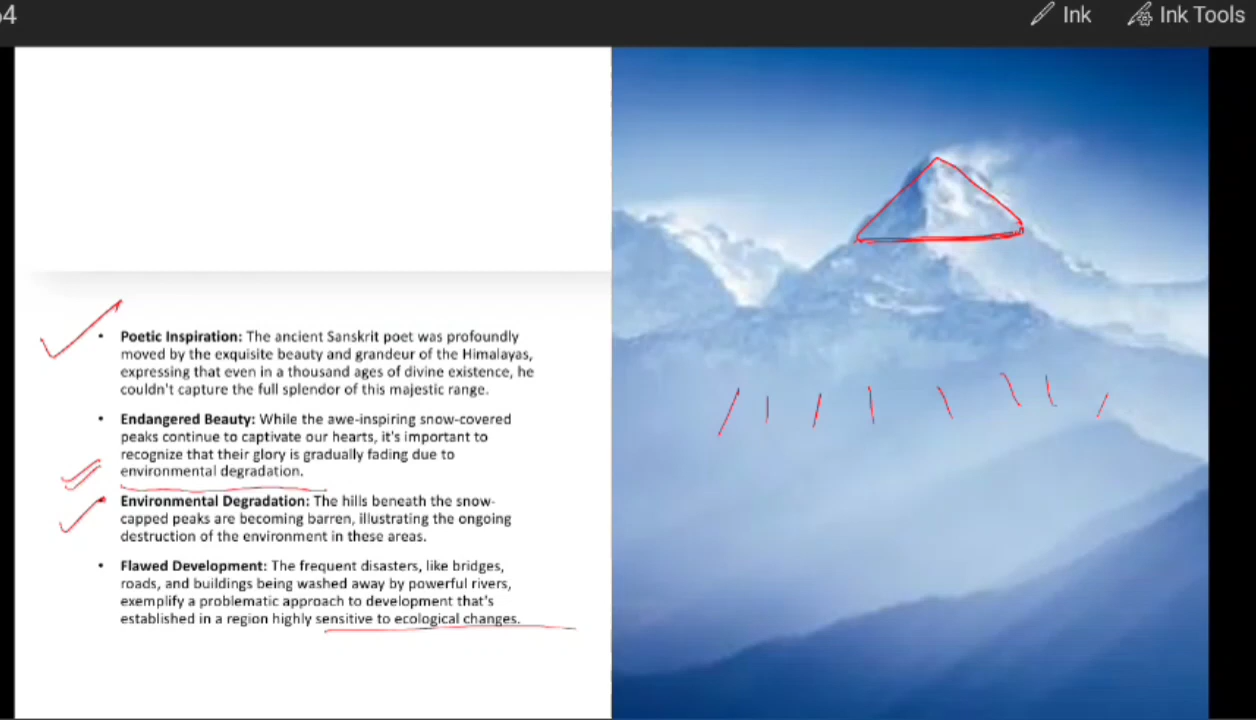 64
Ink
Ink Tools
• Poetic Inspiration: The ancient Sanskrit poet was profoundly
moved by the exquisite beauty and grandeur of the Himalayas,
expressing that even in a thousand ages of divine existence, he
couldn't capture the full splendor of this majestic range.
• Endangered Beauty: While the awe-inspiring snow-covered
peaks continue to captivate our hearts, it's important to
recognize that their glory is gradually fading due to
environmental degradation.
Environmental Degradation: The hills beneath the snow-
capped peaks are becoming barren, illustrating the ongoing
destruction of the environment in these areas.
• Flawed Development: The frequent disasters, like bridges,
roads, and buildings being washed away by powerful rivers,
exemplify a problematic approach to development that's
established in a region highly sensitive to ecological changes.